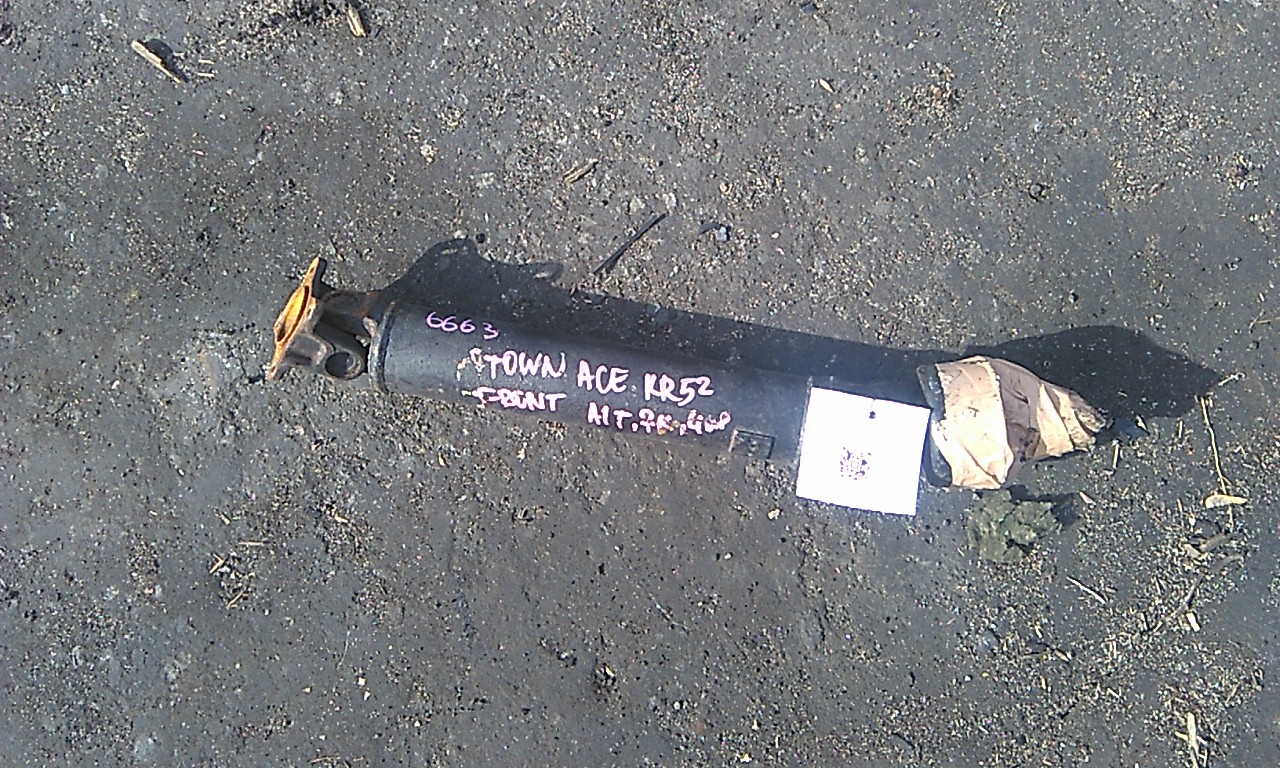 6663
TOWN ACE. KR52
FRONT A/T, 7K, 4WD